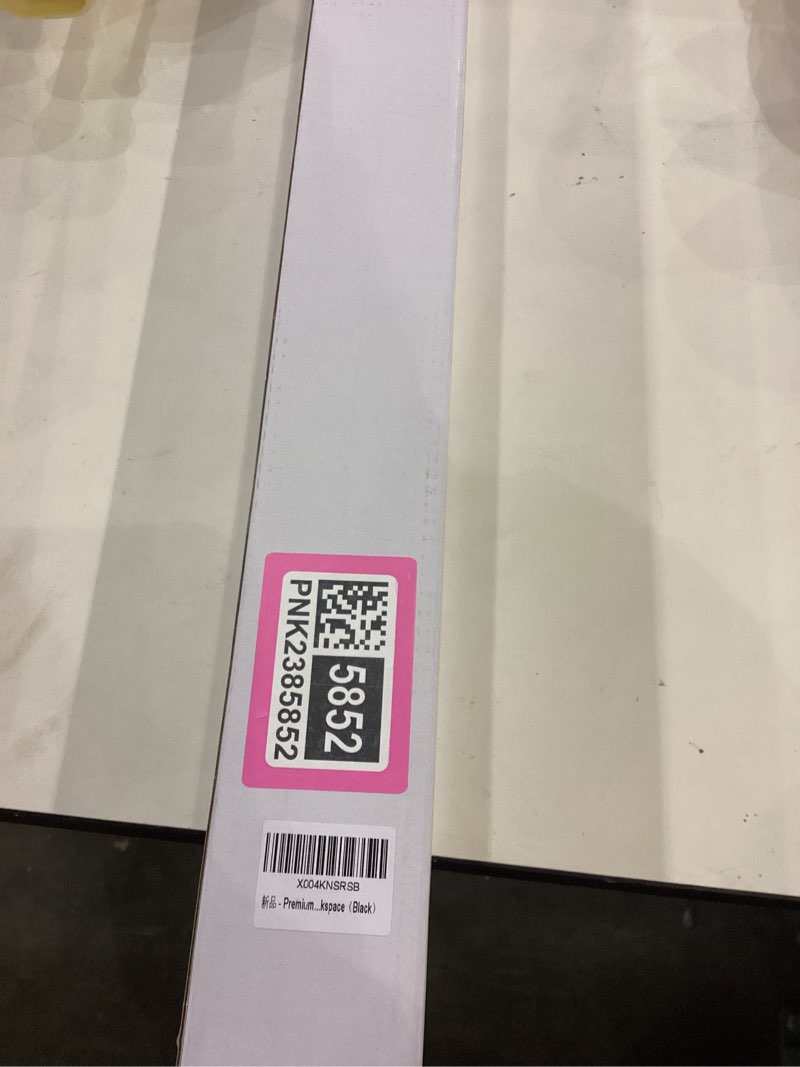 PNK2385852
5852
X004KNSRSB
新品 - Premium...kspace (Black)